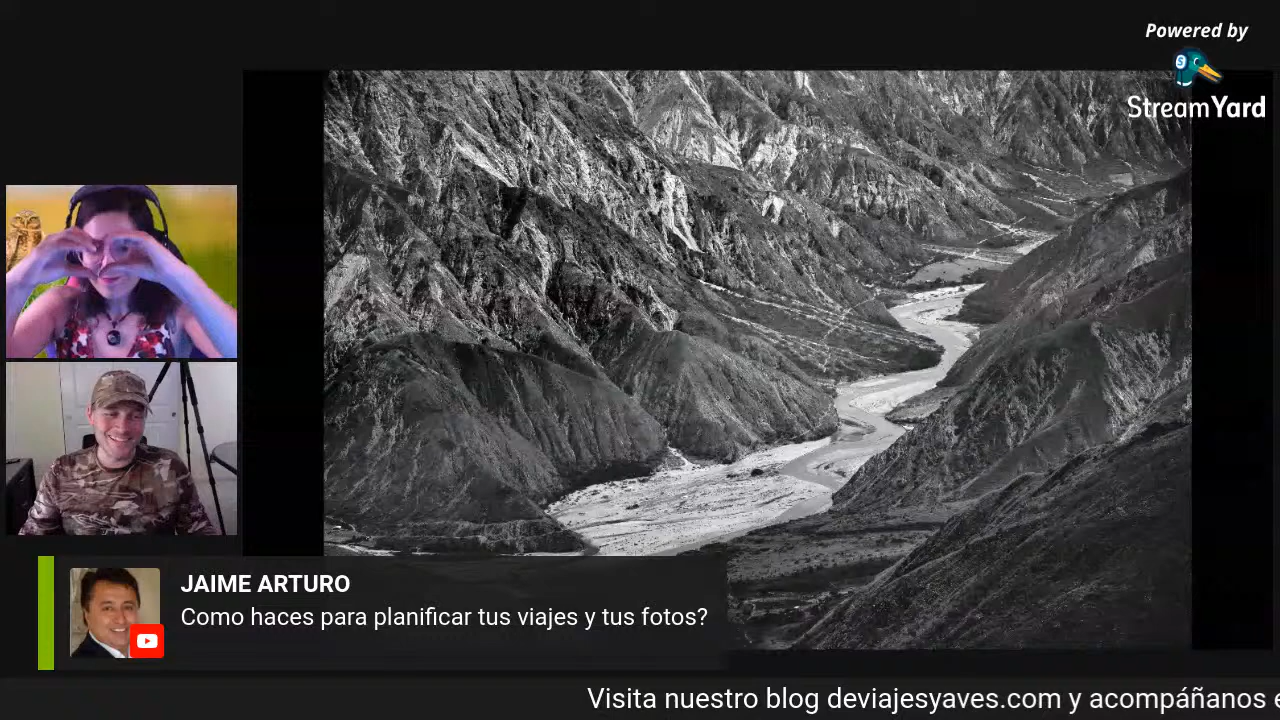 Powered by
StreamYard
JAIME ARTURO
Como haces para planificar tus viajes y tus fotos?
Visita nuestro blog deviajesyaves.com y acompáñanos e